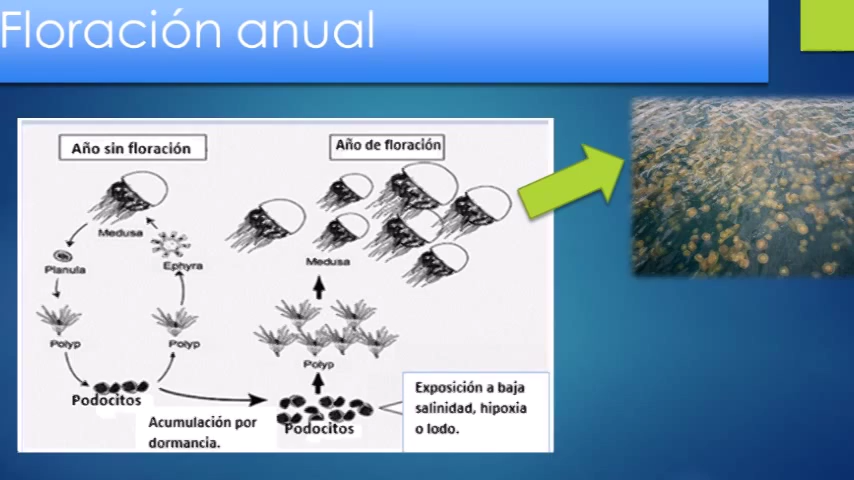 Floración anual
Año sin floración
Año de floración
Medusa
Planula
Ephyra
Polyp
Polyp
Podocitos
Acumulación por
dormancia.
Medusa
Polyp
Podocitos
Exposición a baja
salinidad, hipoxia
o lodo.